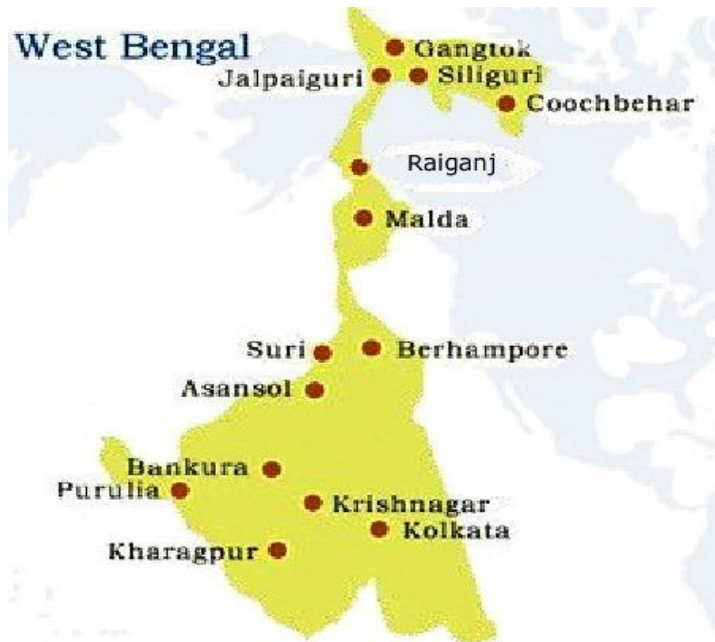 West Bengal
Gangtok
Jalpaiguri
Siliguri
Coochbehar
Raiganj
Malda
Suri
Berhampore
Asansol
Bankura
Purulia
Krishnagar
Kolkata
Kharagpur